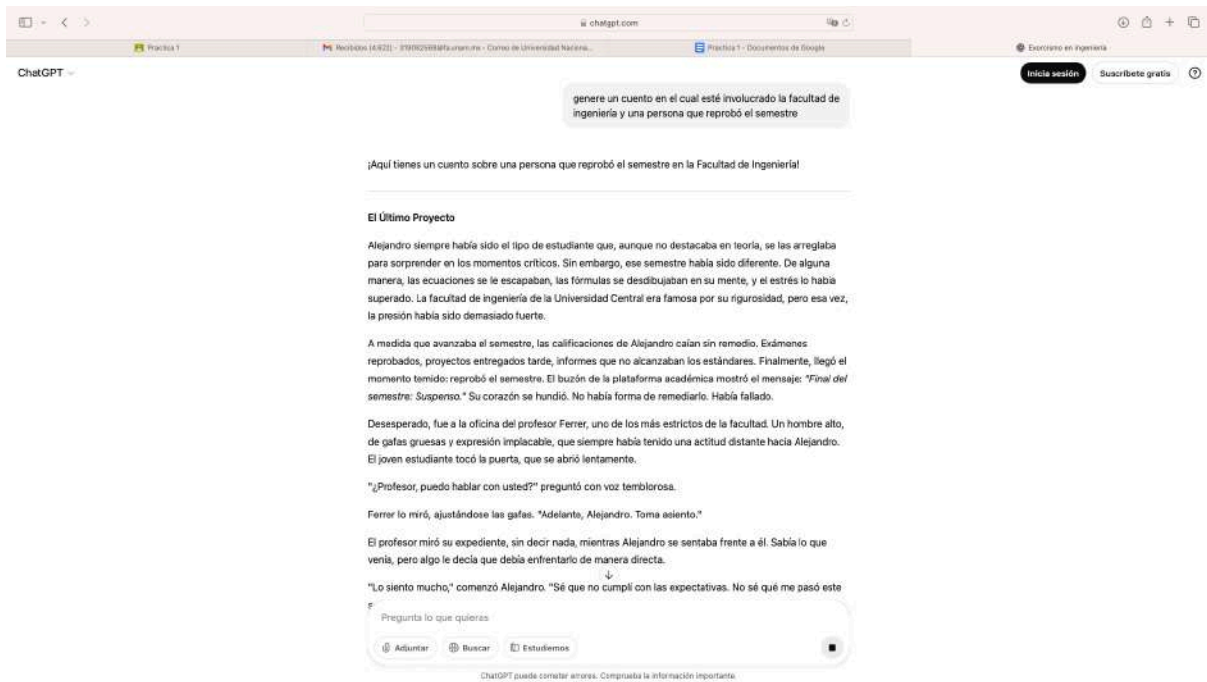 chatgpt.com
Practica 1
Practica 1 - Documentos de Google
Exorcismo en ingeniería
ChatGPT
Inicia sesión
Suscríbete gratis
genere un cuento en el cual esté involucrado la facultad de
ingeniería y una persona que reprobó el semestre
¡Aquí tienes un cuento sobre una persona que reprobó el semestre en la Facultad de Ingeniería!
El Último Proyecto
Alejandro siempre había sido el tipo de estudiante que, aunque no destacaba en teoría, se las arreglaba
para sorprender en los momentos críticos. Sin embargo, ese semestre había sido diferente. De alguna
manera, las ecuaciones se le escapaban, las fórmulas se desdibujaban en su mente, y el estrés lo había
superado. La facultad de ingeniería de la Universidad Central era famosa por su rigurosidad, pero esa vez,
la presión había sido demasiado fuerte.
A medida que avanzaba el semestre, las calificaciones de Alejandro caían sin remedio. Exámenes
reprobados, proyectos entregados tarde, informes que no alcanzaban los estándares. Finalmente, llegó el
momento temido: reprobó el semestre. El buzón de la plataforma académica mostró el mensaje: "Final del
semestre: Suspenso." Su corazón se hundió. No había forma de remediarlo. Había fallado.
Desesperado, fue a la oficina del profesor Ferrer, uno de los más estrictos de la facultad. Un hombre alto,
de gafas gruesas y expresión implacable, que siempre había tenido una actitud distante hacia Alejandro.
El joven estudiante tocó la puerta, que se abrió lentamente.
"¿Profesor, puedo hablar con usted?" preguntó con voz temblorosa.
Ferrer lo miró, ajustándose las gafas. "Adelante, Alejandro. Toma asiento."
El profesor miró su expediente, sin decir nada, mientras Alejandro se sentaba frente a él. Sabía lo que
venía, pero algo le decía que debía enfrentarlo de manera directa.
"Lo siento mucho," comenzó Alejandro. "Sé que no cumplí con las expectativas. No sé qué me pasó este
Pregunta lo que quieras
Adjuntar
Buscar
Estudiemos
ChatGPT puede cometer errores. Comprueba la información importante.